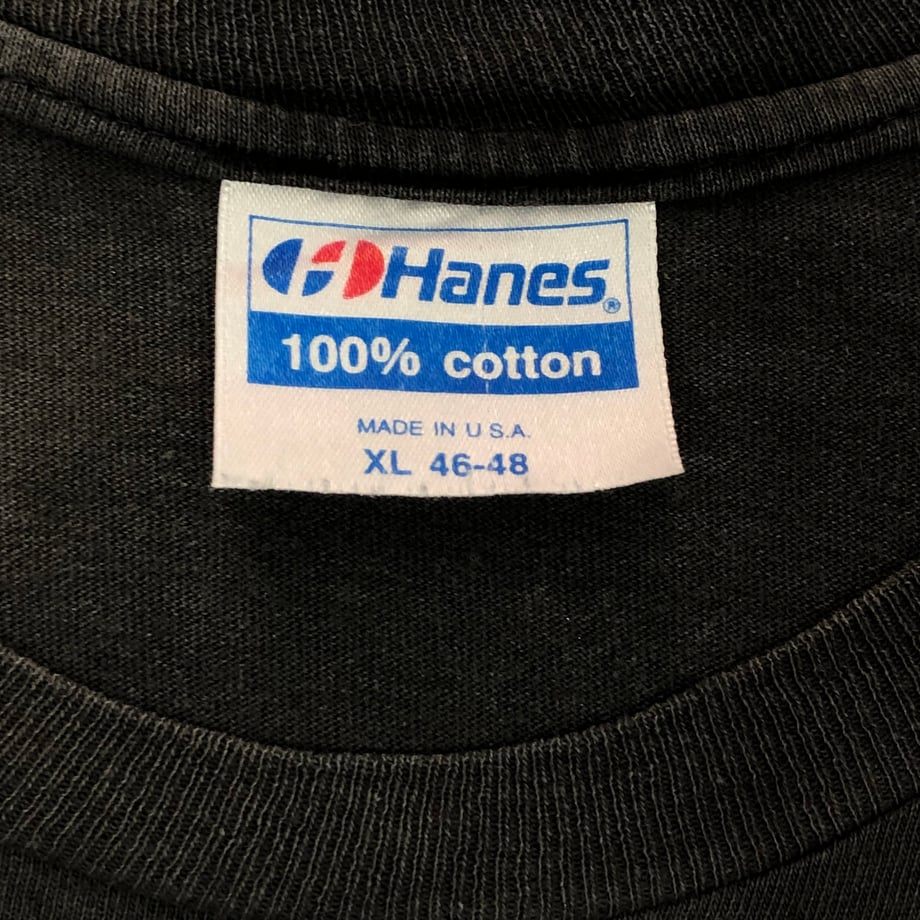 Hanes®
100% cotton
MADE IN U.S.A.
XL 46-48